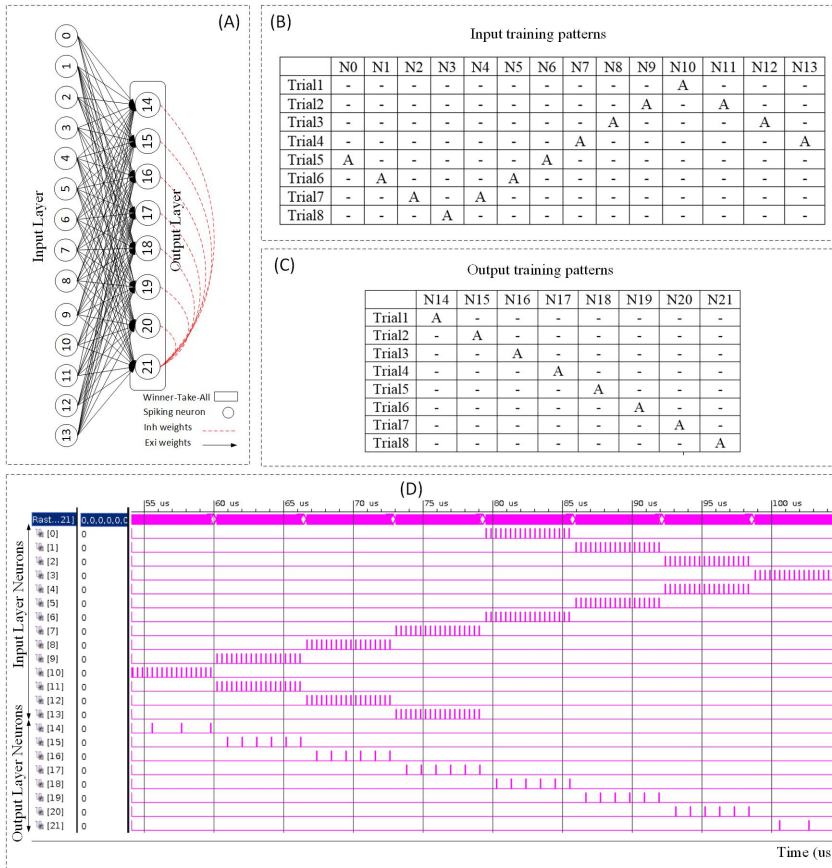 (A)
0
1
2
3
4
5
6
7
8
9
10
11
12
13
Input Layer
14
15
16
17
18
19
20
21
Output Layer
Winner-Take-All
Spiking neuron
Inh weights
Exi weights
(B)
Input training patterns
N0 N1 N2 N3 N4 N5 N6 N7 N8 N9 N10 N11 N12 N13
Trial1 - - - - - - - - - - A - - -
Trial2 - - - - - - - - - A - A - -
Trial3 - - - - - - - - A - - - A -
Trial4 - - - - - - - A - - - - - A
Trial5 A - - - - - A - - - - - - -
Trial6 - A - - - A - - - - - - - -
Trial7 - - A - A - - - - - - - - -
Trial8 - - - A - - - - - - - - - -
(C)
Output training patterns
N14 N15 N16 N17 N18 N19 N20 N21
Trial1 A - - - - - - -
Trial2 - A - - - - - -
Trial3 - - A - - - - -
Trial4 - - - A - - - -
Trial5 - - - - A - - -
Trial6 - - - - - A - -
Trial7 - - - - - - A -
Trial8 - - - - - - - A
(D)
55 us 60 us 65 us 70 us 75 us 80 us 85 us 90 us 95 us 100 us
Rast...21] 0,0,0,0,0,0
Input Layer Neurons
[0] 0
[1] 0
[2] 0
[3] 0
[4] 0
[5] 0
[6] 0
[7] 0
[8] 0
[9] 0
[10] 0
[11] 0
[12] 0
[13] 0
Output Layer Neurons
[14] 0
[15] 0
[16] 0
[17] 0
[18] 0
[19] 0
[20] 0
[21] 0
Time (us